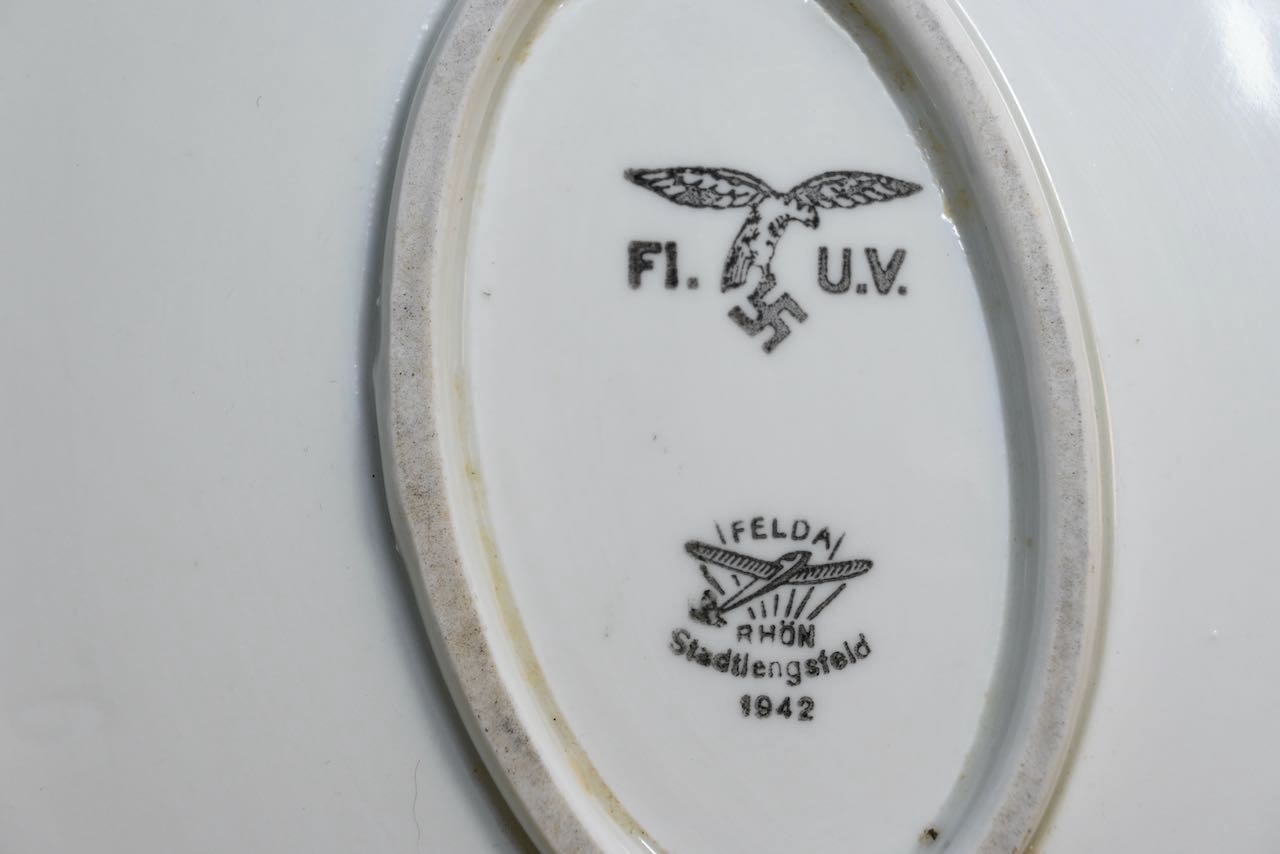 Fl. U.V.
FELDA
RHÖN
Stadtlengsfeld
1942